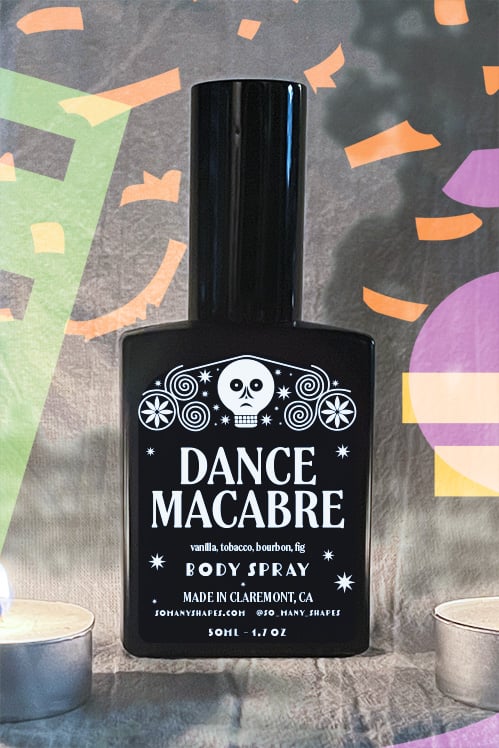 DANCE
MACABRE
vanilla, tobacco, bourbon, fig
BODY SPRAY
MADE IN CLAREMONT, CA
SOMANYSHAPES.COM @SO_MANY_SHAPES
50ML - 1.7 OZ